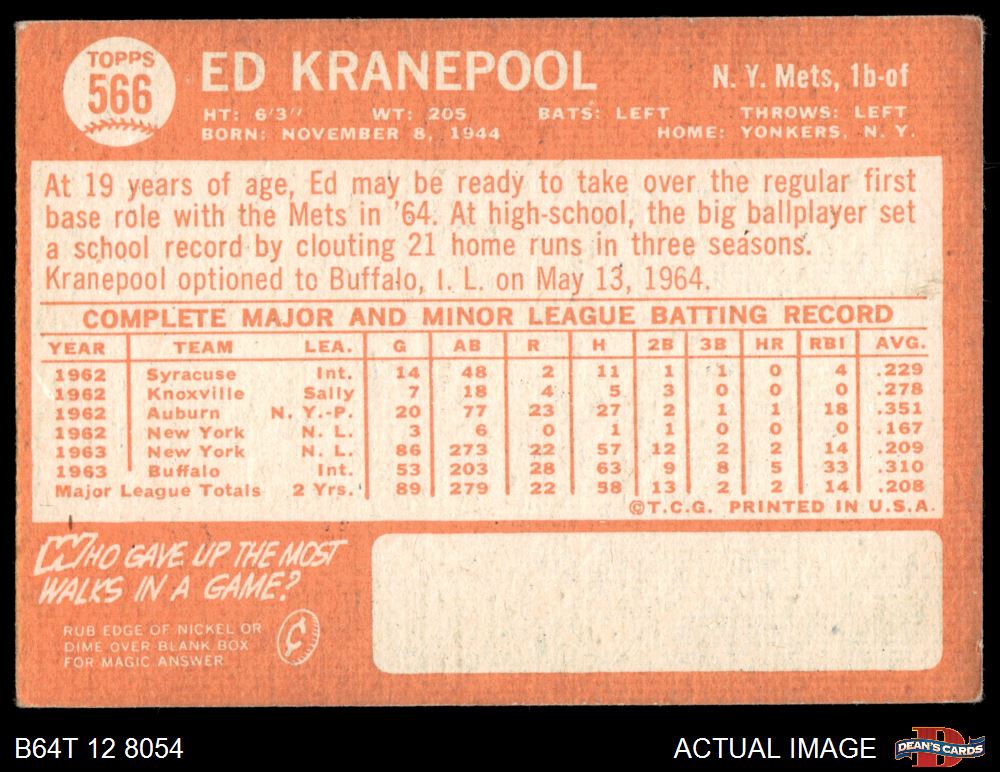 TOPPS
566
ED KRANEPOOL
N. Y. Mets, 1b-of
HT: 6'3" WT: 205 BATS: LEFT THROWS: LEFT
BORN: NOVEMBER 8, 1944 HOME: YONKERS, N. Y.
At 19 years of age, Ed may be ready to take over the regular first
base role with the Mets in '64. At high-school, the big ballplayer set
a school record by clouting 21 home runs in three seasons.
Kranepool optioned to Buffalo, I. L. on May 13, 1964.
COMPLETE MAJOR AND MINOR LEAGUE BATTING RECORD
YEAR TEAM LEA. G AB R H 2B 3B HR RBI AVG.
1962 Syracuse Int. 14 48 2 11 1 1 0 4 .229
1962 Knoxville Sally 7 18 4 5 3 0 0 0 .278
1962 Auburn N. Y.-P. 20 77 23 27 2 1 1 18 .351
1962 New York N. L. 3 6 0 1 1 0 0 0 .167
1963 New York N. L. 86 273 22 57 12 2 2 14 .209
1963 Buffalo Int. 53 203 28 63 9 8 5 33 .310
Major League Totals 2 Yrs. 89 279 22 58 13 2 2 14 .208
©T.C.G. PRINTED IN U.S.A.
WHO GAVE UP THE MOST
WALKS IN A GAME?
RUB EDGE OF NICKEL OR
DIME OVER BLANK BOX
FOR MAGIC ANSWER
¢
B64T 12 8054
ACTUAL IMAGE
D
DEAN'S CARDS